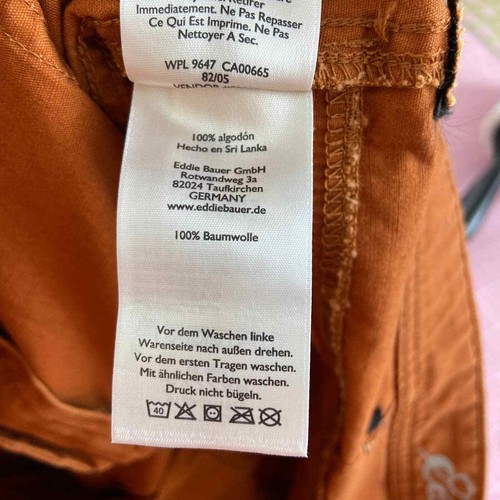 Immediatement. Ne Pas Repasser
Ce Qui Est Imprime. Ne Pas
Nettoyer A Sec.
WPL 9647 CA00665
82/05
VENDOR
100% algodón
Hecho en Sri Lanka
Eddie Bauer GmbH
Rotwandweg 3a
82024 Taufkirchen
GERMANY
www.eddiebauer.de
100% Baumwolle
Vor dem Waschen linke
Warenseite nach außen drehen.
Vor dem ersten Tragen waschen.
Mit ähnlichen Farben waschen.
Druck nicht bügeln.
40